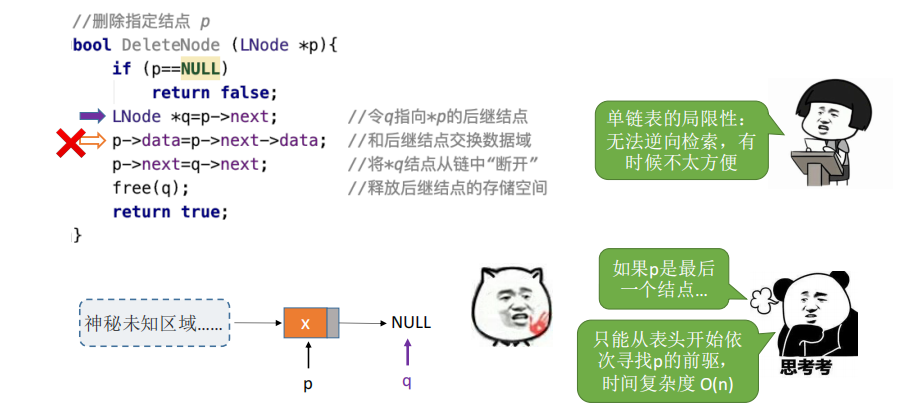 //删除指定结点 p
bool DeleteNode (LNode *p){
if (p==NULL)
return false;
LNode *q=p->next; //令q指向*p的后继结点
p->data=p->next->data; //和后继结点交换数据域
p->next=q->next; //将*q结点从链中“断开”
free(q); //释放后继结点的存储空间
return true;
}
单链表的局限性：
无法逆向检索，有
时候不太方便
如果p是最后
一个结点…
神秘未知区域……
x
NULL
p
q
只能从表头开始依
次寻找p的前驱，
时间复杂度 O(n)
思考考